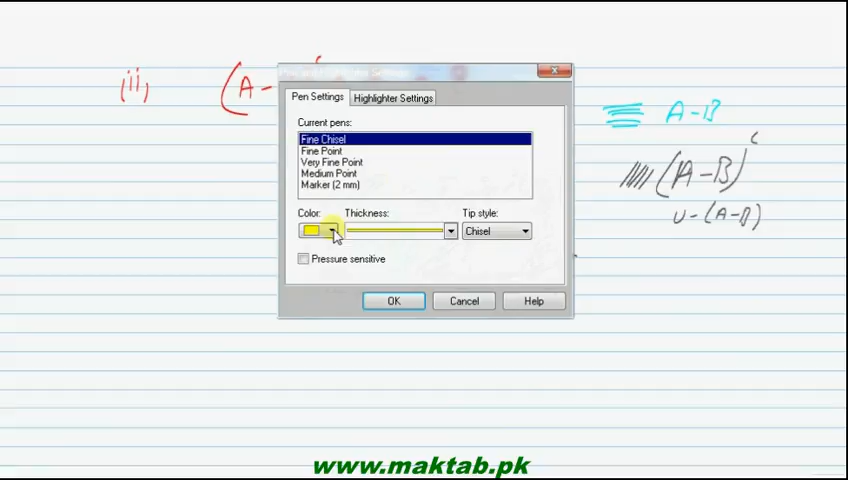 (ii) (A -
Pen Settings Highlighter Settings
Current pens:
Fine Chisel
Fine Point
Very Fine Point
Medium Point
Marker (2 mm)
Color: Thickness: Tip style:
Chisel
Pressure sensitive
OK Cancel Help
A-B
(A-B)ᶜ
U-(A-B)
www.maktab.pk